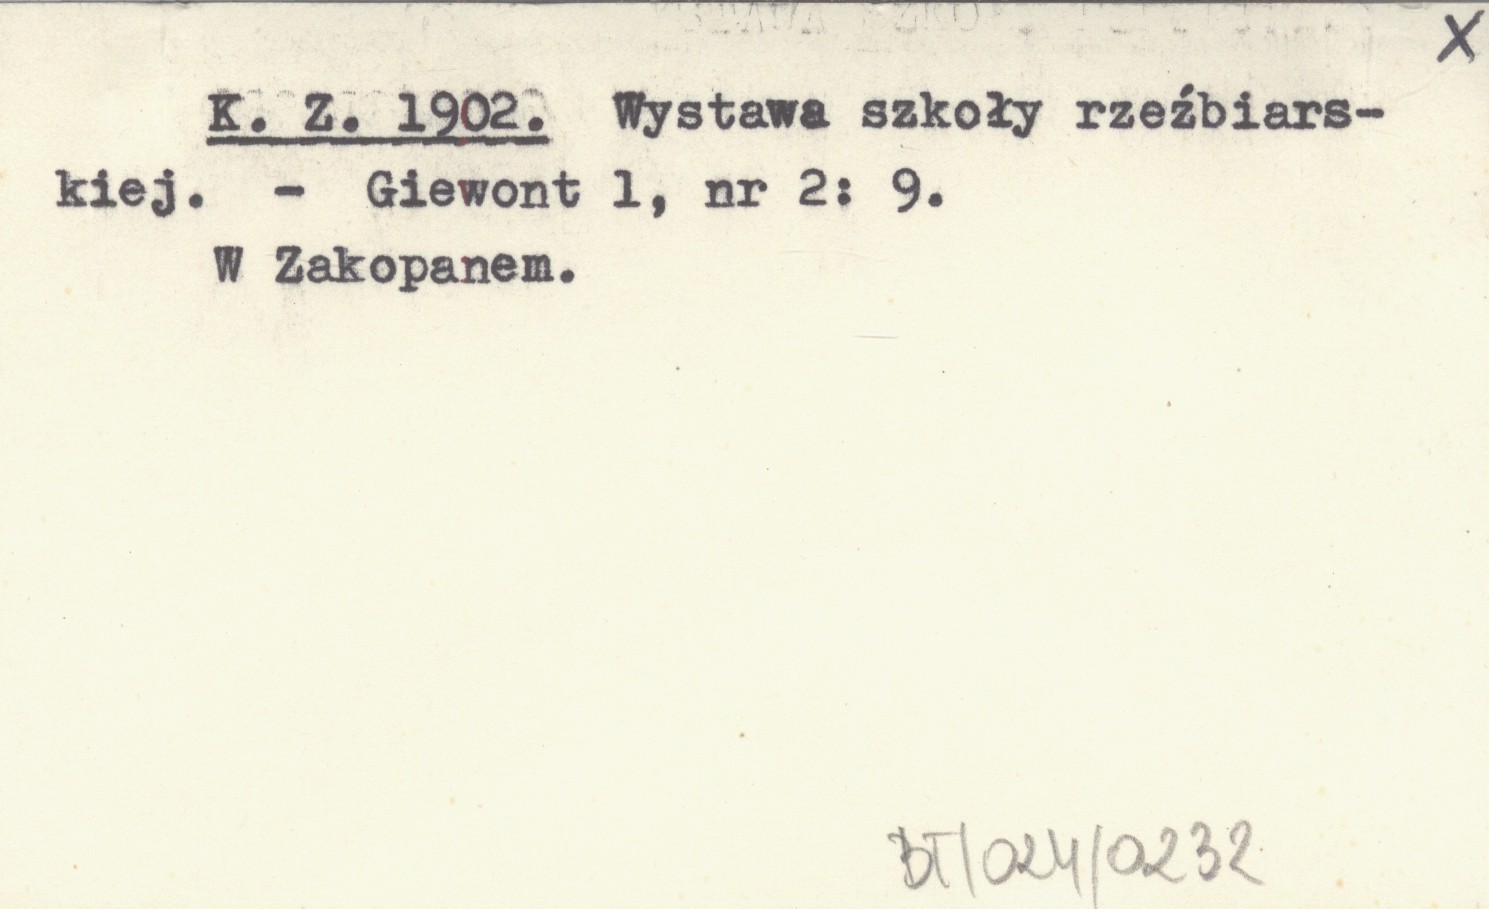 X
K. Z. 1902. Wystawa szkoły rzeźbiars-
kiej. - Giewont 1, nr 2: 9.
W Zakopanem.
BT/024/0232